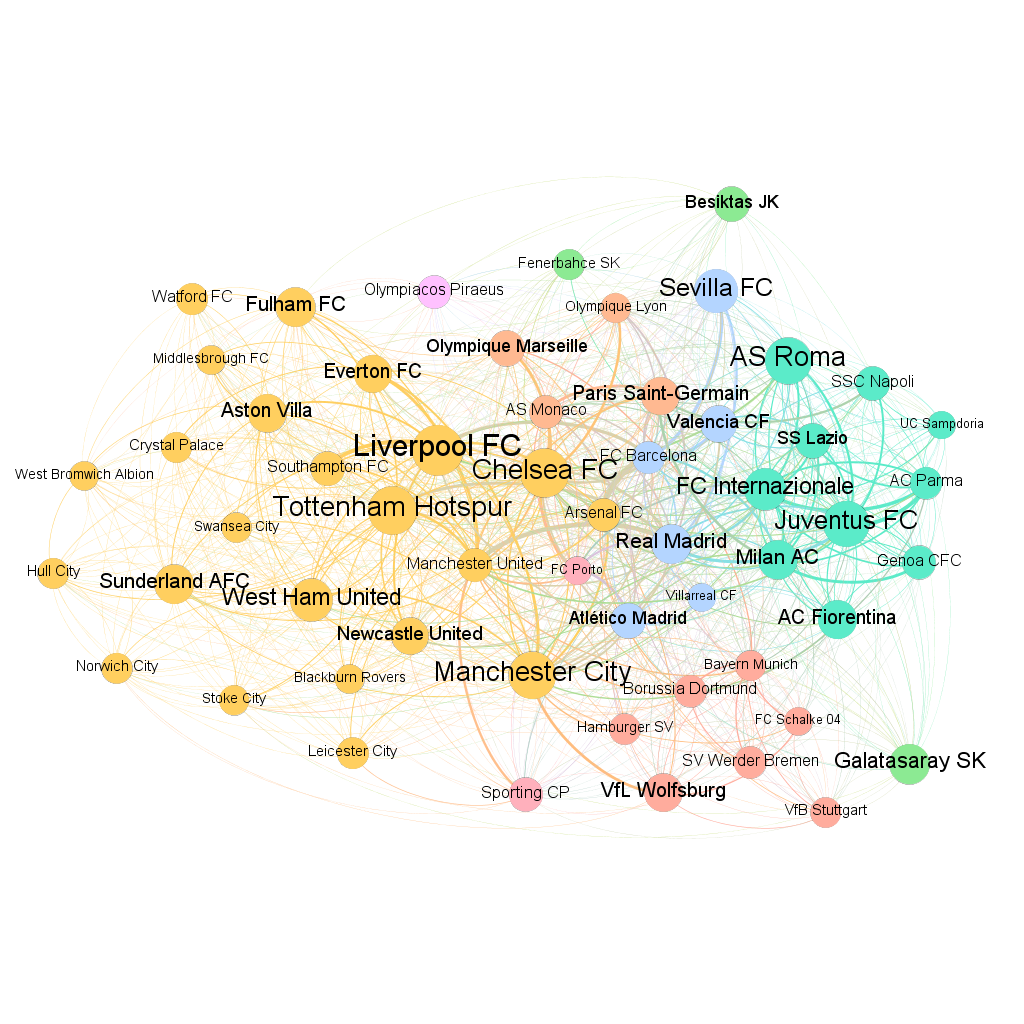 Besiktas JK
Fenerbahce SK
Sevilla FC
Olympiacos Piraeus
Watford FC
Fulham FC
Olympique Lyon
Olympique Marseille
AS Roma
Middlesbrough FC
Everton FC
SSC Napoli
Paris Saint-Germain
Aston Villa
AS Monaco
Valencia CF
UC Sampdoria
SS Lazio
Crystal Palace
Liverpool FC
FC Barcelona
Southampton FC
Chelsea FC
West Bromwich Albion
AC Parma
FC Internazionale
Tottenham Hotspur
Arsenal FC
Juventus FC
Swansea City
Real Madrid
Milan AC
Genoa CFC
Manchester United
FC Porto
Hull City
Sunderland AFC
West Ham United
Villarreal CF
Atlético Madrid
AC Fiorentina
Newcastle United
Norwich City
Bayern Munich
Manchester City
Blackburn Rovers
Borussia Dortmund
Stoke City
FC Schalke 04
Hamburger SV
Leicester City
SV Werder Bremen
Galatasaray SK
Sporting CP
VfL Wolfsburg
VfB Stuttgart